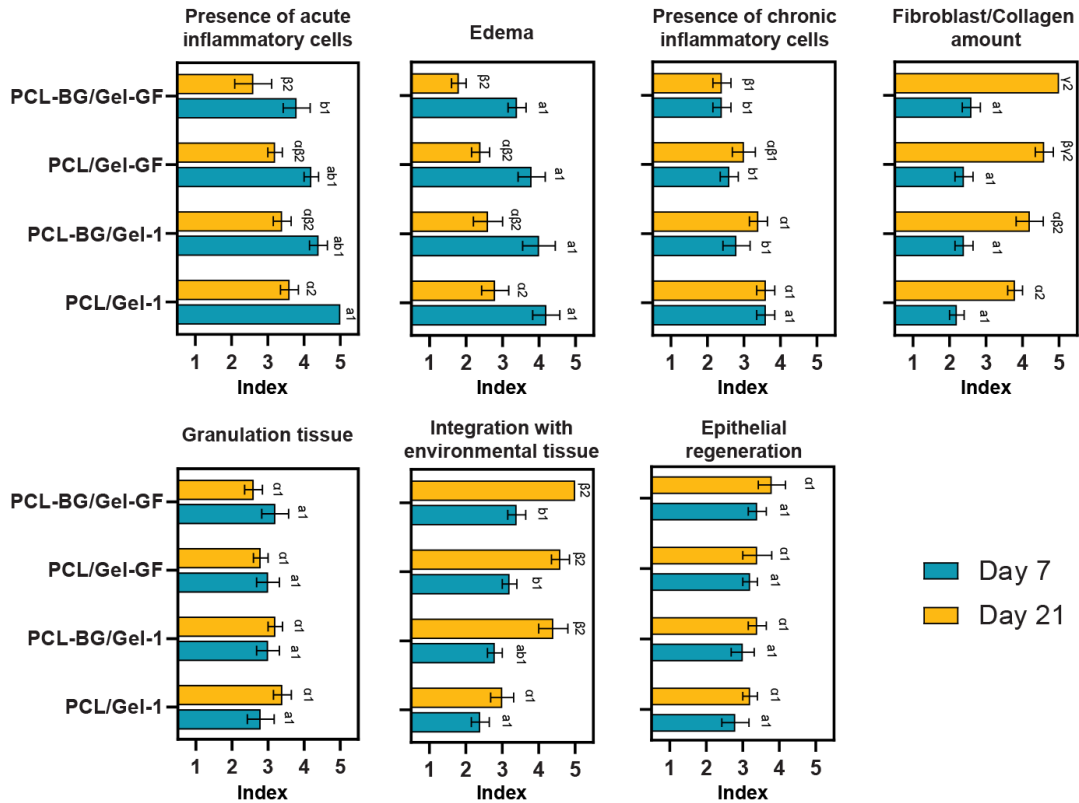 Presence of acute
inflammatory cells
Edema
Presence of chronic
inflammatory cells
Fibroblast/Collagen
amount
PCL-BG/Gel-GF
PCL/Gel-GF
PCL-BG/Gel-1
PCL/Gel-1
β2
b1
αβ2
ab1
αβ2
ab1
α2
a1
1 2 3 4 5
Index
β2
a1
αβ2
a1
αβ2
a1
α2
a1
1 2 3 4 5
Index
β1
b1
αβ1
b1
α1
b1
α1
a1
1 2 3 4 5
Index
γ2
a1
βγ2
a1
αβ2
a1
α2
a1
1 2 3 4 5
Index
Granulation tissue
Integration with
environmental tissue
Epithelial
regeneration
PCL-BG/Gel-GF
PCL/Gel-GF
PCL-BG/Gel-1
PCL/Gel-1
α1
a1
α1
a1
α1
a1
α1
a1
1 2 3 4 5
Index
β2
b1
β2
b1
β2
ab1
α1
a1
1 2 3 4 5
Index
α1
a1
α1
a1
α1
a1
α1
a1
1 2 3 4 5
Index
Day 7
Day 21